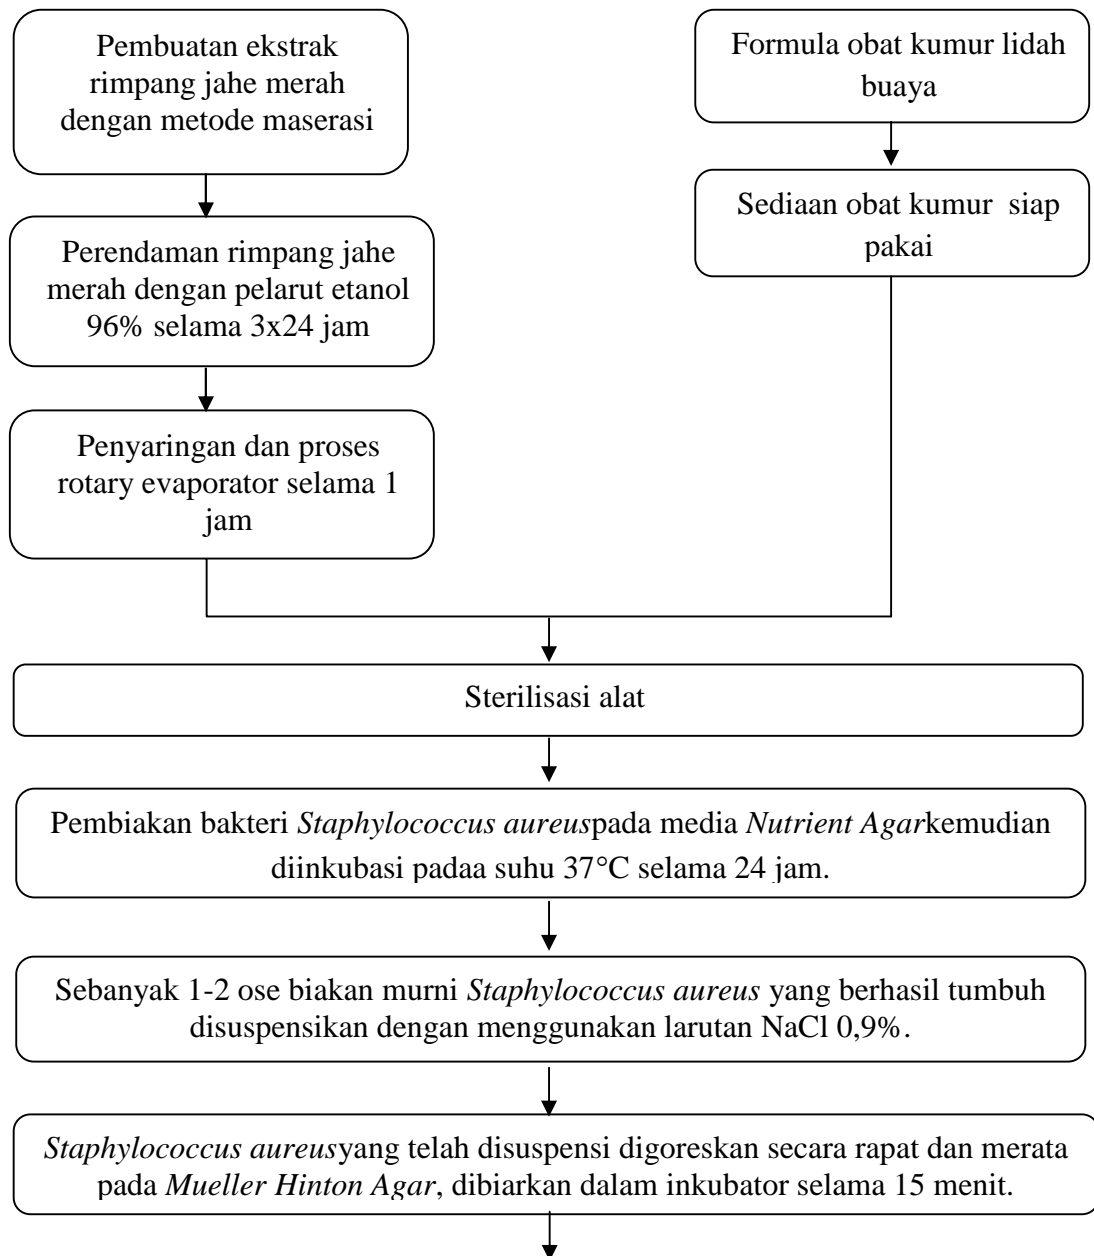 Pembuatan ekstrak
rimpang jahe merah
dengan metode maserasi
Perendaman rimpang jahe
merah dengan pelarut etanol
96% selama 3x24 jam
Penyaringan dan proses
rotary evaporator selama 1
jam
Formula obat kumur lidah
buaya
Sediaan obat kumur siap
pakai
Sterilisasi alat
Pembiakan bakteri Staphylococcus aureuspada media Nutrient Agarkemudian
diinkubasi padaa suhu 37°C selama 24 jam.
Sebanyak 1-2 ose biakan murni Staphylococcus aureus yang berhasil tumbuh
disuspensikan dengan menggunakan larutan NaCl 0,9%.
Staphylococcus aureusyang telah disuspensi digoreskan secara rapat dan merata
pada Mueller Hinton Agar, dibiarkan dalam inkubator selama 15 menit.